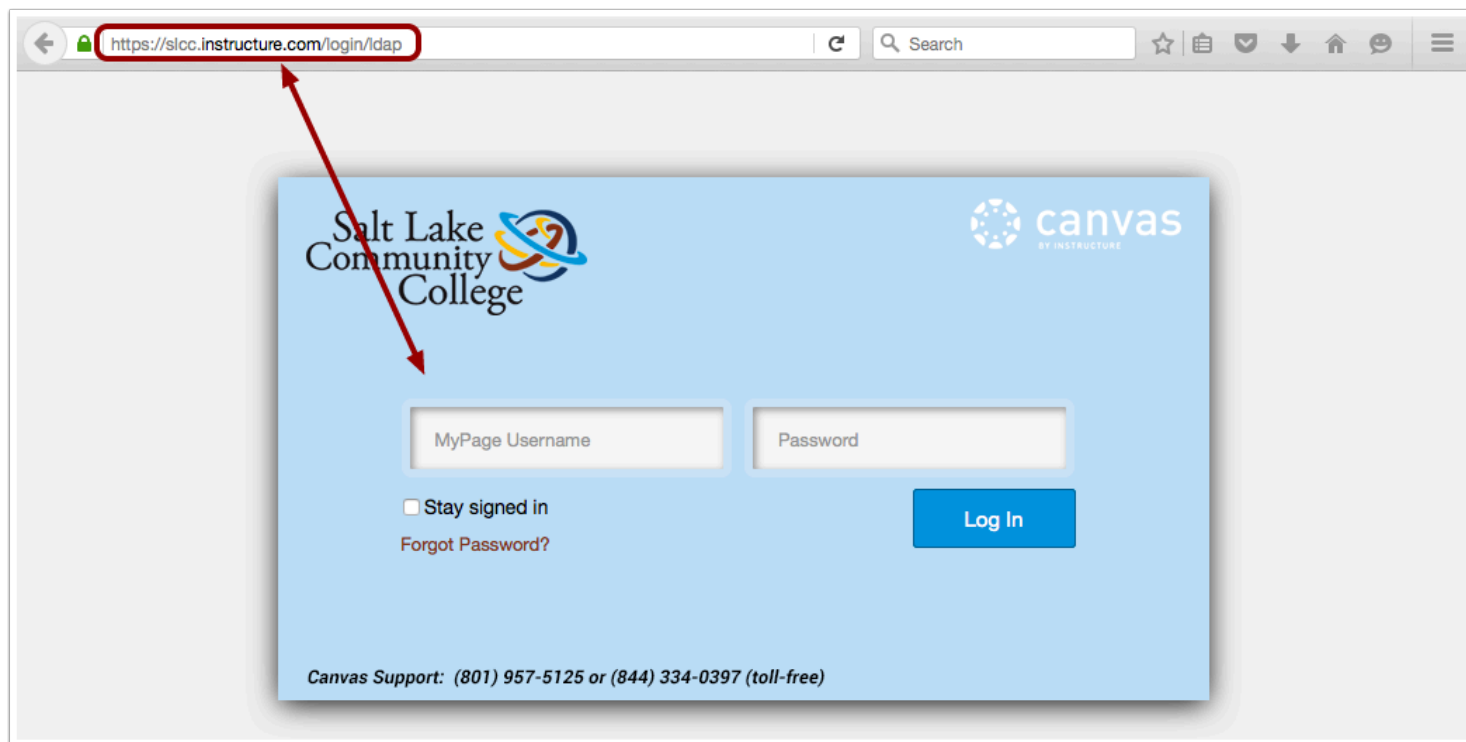 https://slcc.instructure.com/login/ldap
Search
Salt Lake
Community
College
canvas
BY INSTRUCTURE
MyPage Username
Password
Stay signed in
Log In
Forgot Password?
Canvas Support: (801) 957-5125 or (844) 334-0397 (toll-free)